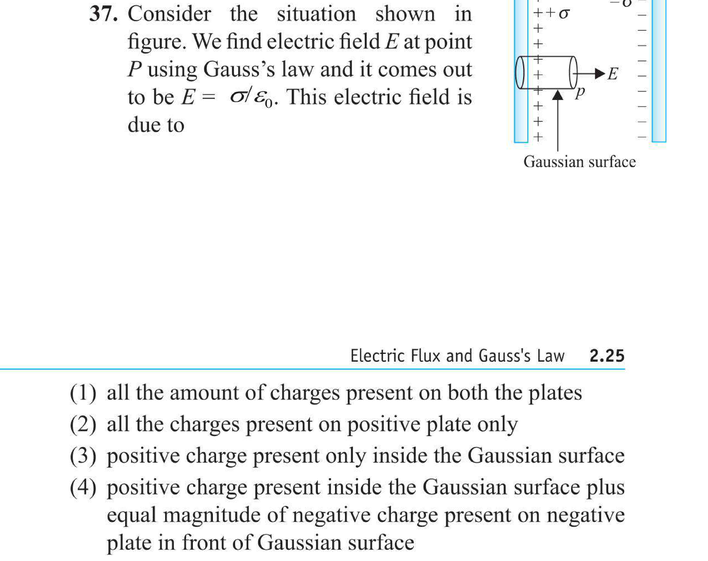 37. Consider the situation shown in
figure. We find electric field E at point
P using Gauss’s law and it comes out
to be E = σ/ε₀. This electric field is
due to
++σ
E
p
Gaussian surface
Electric Flux and Gauss's Law 2.25
(1) all the amount of charges present on both the plates
(2) all the charges present on positive plate only
(3) positive charge present only inside the Gaussian surface
(4) positive charge present inside the Gaussian surface plus
equal magnitude of negative charge present on negative
plate in front of Gaussian surface